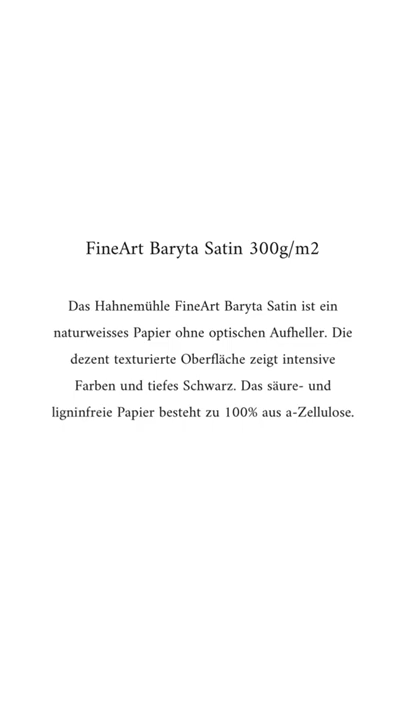 FineArt Baryta Satin 300g/m2
Das Hahnemühle FineArt Baryta Satin ist ein
naturweisses Papier ohne optischen Aufheller. Die
dezent texturierte Oberfläche zeigt intensive
Farben und tiefes Schwarz. Das säure- und
ligninfreie Papier besteht zu 100% aus a-Zellulose.